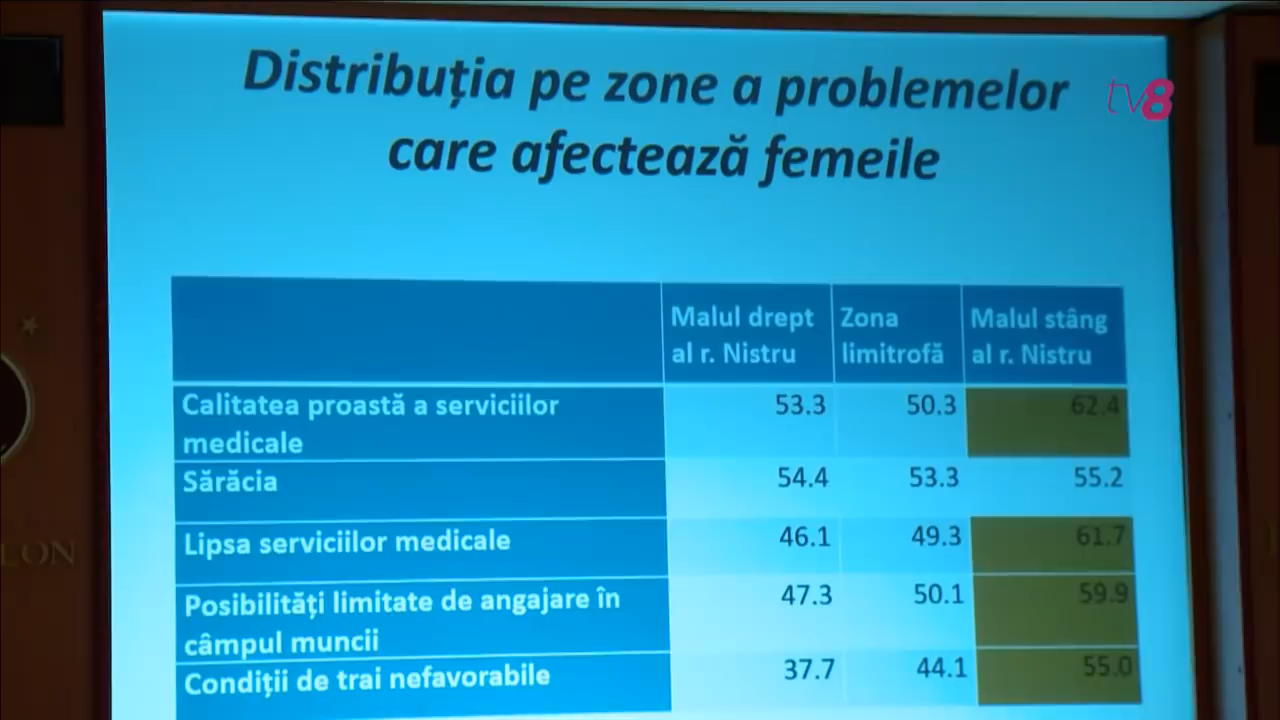 Distribuția pe zone a problemelor
care afectează femeile
tv8
Malul drept
al r. Nistru
Zona
limitrofă
Malul stâng
al r. Nistru
Calitatea proastă a serviciilor
medicale
53.3
50.3
62.4
Sărăcia
54.4
53.3
55.2
Lipsa serviciilor medicale
46.1
49.3
61.7
Posibilități limitate de angajare în
câmpul muncii
47.3
50.1
59.9
Condiții de trai nefavorabile
37.7
44.1
55.0